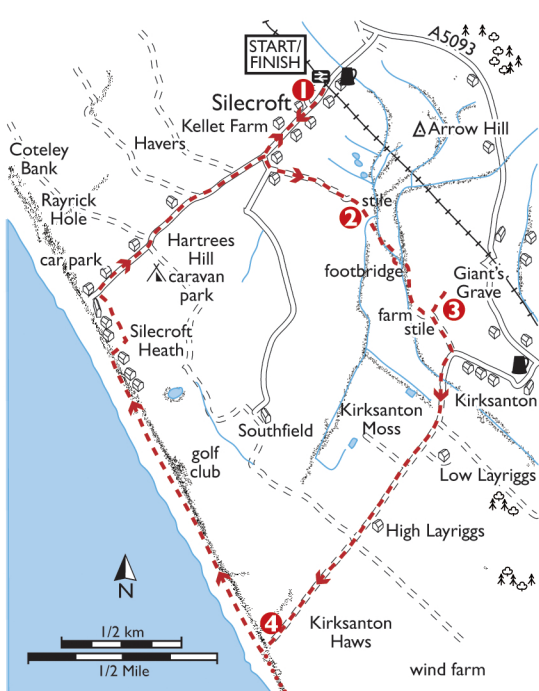 A5093
START/
FINISH
1
Silecroft
Kellet Farm
Arrow Hill
Havers
Coteley
Bank
Rayrick
Hole
stile
2
Hartrees
Hill
caravan
park
car park
footbridge
Giant's
Grave
3
farm
stile
Silecroft
Heath
Kirksanton
Kirksanton
Moss
Southfield
golf
club
Low Layriggs
High Layriggs
N
4
Kirksanton
Haws
1/2 km
1/2 Mile
wind farm